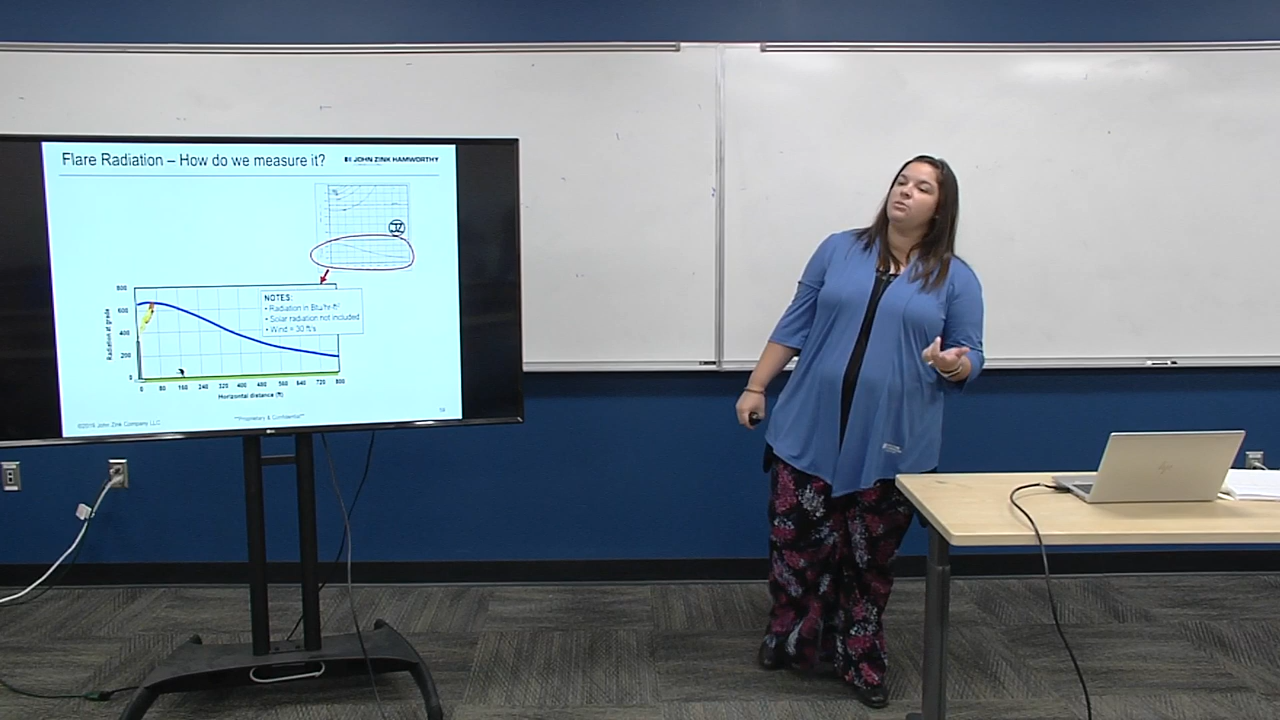 Flare Radiation – How do we measure it?
JOHN ZINK HAMWORTHY
NOTES:
• Radiation in Btu/hr-ft²
• Solar radiation not included
• Wind = 30 ft/s
800
600
400
200
0
Radiation at grade
0 80 160 240 320 400 480 560 640 720 800
Horizontal distance (ft)
**Proprietary & Confidential**
©2019 John Zink Company LLC